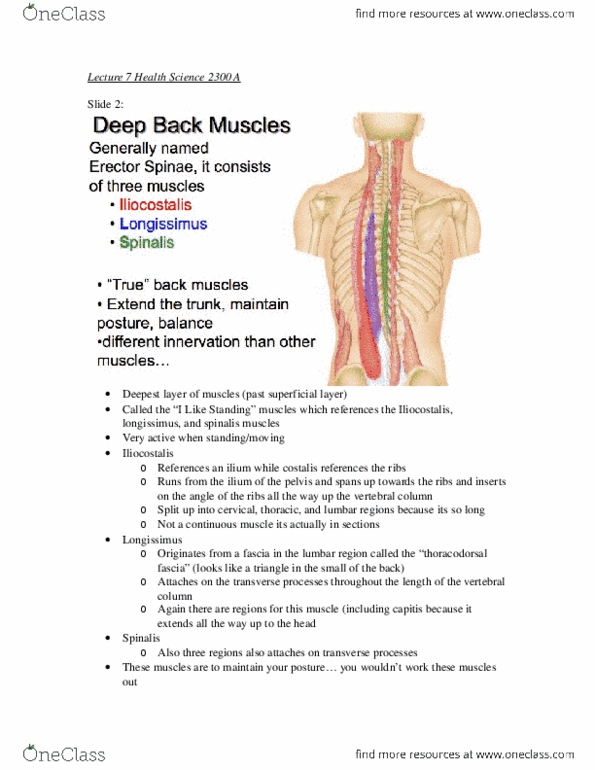 OneClass
find more resources at www.oneclass.com
Lecture 7 Health Science 2300A
Slide 2:
Deep Back Muscles
Generally named
Erector Spinae, it consists
of three muscles
• Iliocostalis
• Longissimus
• Spinalis
• “True” back muscles
• Extend the trunk, maintain
posture, balance
•different innervation than other
muscles…
• Deepest layer of muscles (past superficial layer)
• Called the “I Like Standing” muscles which references the Iliocostalis,
longissimus, and spinalis muscles
• Very active when standing/moving
• Iliocostalis
o References an ilium while costalis references the ribs
o Runs from the ilium of the pelvis and spans up towards the ribs and inserts
on the angle of the ribs all the way up the vertebral column
o Split up into cervical, thoracic, and lumbar regions because its so long
o Not a continuous muscle its actually in sections
• Longissimus
o Originates from a fascia in the lumbar region called the “thoracodorsal
fascia” (looks like a triangle in the small of the back)
o Attaches on the transverse processes throughout the length of the vertebral
column
o Again there are regions for this muscle (including capitis because it
extends all the way up to the head
• Spinalis
o Also three regions also attaches on transverse processes
• These muscles are to maintain your posture… you wouldn’t work these muscles
out
OneClass
find more resources at www.oneclass.com